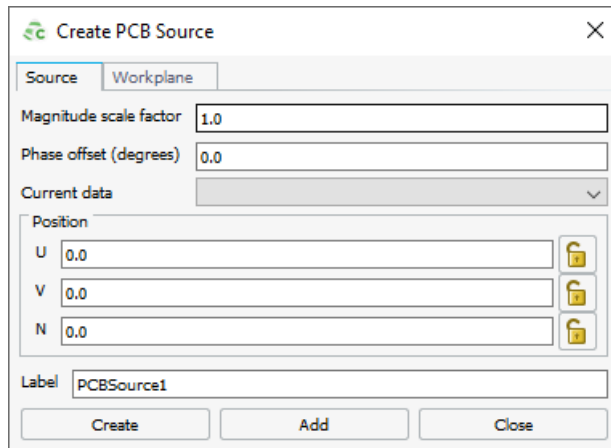 Create PCB Source
Source Workplane
Magnitude scale factor 1.0
Phase offset (degrees) 0.0
Current data
Position
U 0.0
V 0.0
N 0.0
Label PCBSource1
Create Add Close